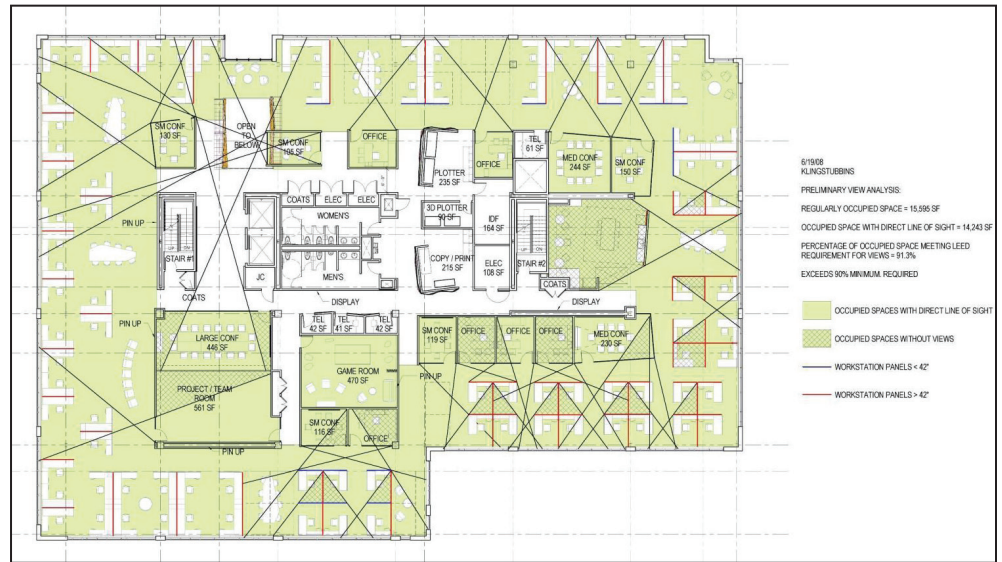 SM CONF
130 SF
OPEN
TO
BELOW
SM CONF
OFFICE
PLOTTER
235 SF
OFFICE
TEL
61 SF
MED CONF
244 SF
SM CONF
150 SF
COATS
ELEC
ELEC
WOMEN'S
3D PLOTTER
90 SF
IDF
164 SF
PIN UP
STAIR #1
UP
JC
MEN'S
COPY / PRINT
215 SF
ELEC
108 SF
STAIR #2
COATS
COATS
DISPLAY
DISPLAY
PIN UP
LARGE CONF
446 SF
TEL
42 SF
TEL
41 SF
TEL
42 SF
SM CONF
119 SF
OFFICE
OFFICE
OFFICE
MED CONF
230 SF
PROJECT / TEAM
ROOM
561 SF
GAME ROOM
470 SF
PIN UP
SM CONF
116 SF
OFFICE
PIN UP
6/19/08
KLINGSTUBBINS
PRELIMINARY VIEW ANALYSIS:
REGULARLY OCCUPIED SPACE = 15,595 SF
OCCUPIED SPACE WITH DIRECT LINE OF SIGHT = 14,243 SF
PERCENTAGE OF OCCUPIED SPACE MEETING LEED
REQUIREMENT FOR VIEWS = 91.3%
EXCEEDS 90% MINIMUM REQUIRED
OCCUPIED SPACES WITH DIRECT LINE OF SIGHT
OCCUPIED SPACES WITHOUT VIEWS
WORKSTATION PANELS < 42"
WORKSTATION PANELS > 42"